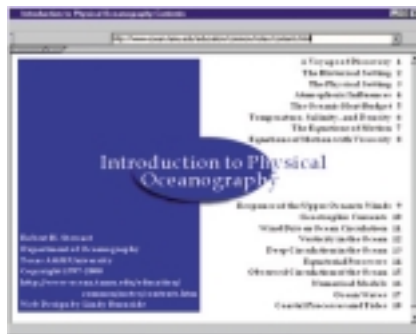 Introduction to Physical Oceanography Contents
A Voyage of Discovery 1
The Historical Setting 2
The Physical Setting 3
Atmospheric Influences 4
The Oceanic Heat Budget 5
Temperature, Salinity, and Density 6
The Equations of Motion 7
Equations of Motion with Viscosity 8
Introduction to Physical
Oceanography
Response of the Upper Ocean to Winds 9
Geostrophic Currents 10
Wind Driven Ocean Circulation 11
Vorticity in the Ocean 12
Deep Circulation in the Ocean 13
Equatorial Processes 14
Observed Circulation of the Ocean 15
Numerical Models 16
Ocean Waves 17
Coastal Processes and Tides 18
Robert H. Stewart
Department of Oceanography
Texas A&M University
Copyright 1997-2000